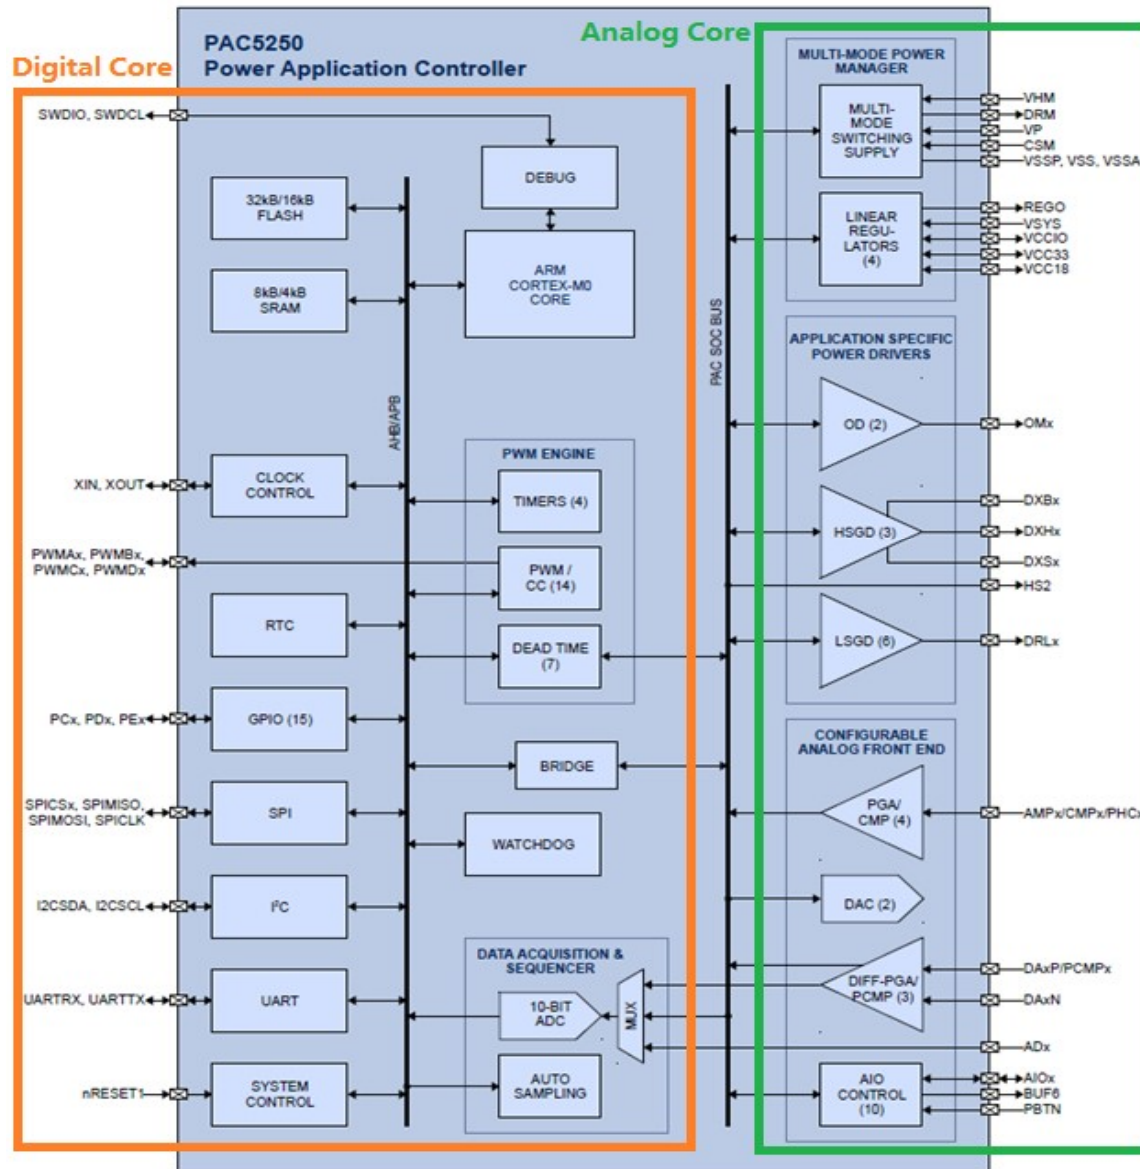 Analog Core
Digital Core
PAC5250
Power Application Controller
SWDIO, SWDCL
DEBUG
32kB/16kB
FLASH
ARM
CORTEX-M0
CORE
8kB/4kB
SRAM
AHB/APB
PWM ENGINE
XIN, XOUT
CLOCK
CONTROL
TIMERS (4)
PWMAx, PWMBx,
PWMCx, PWMDx
PWM /
CC (14)
RTC
DEAD TIME
(7)
PCx, PDx, PEx
GPIO (15)
BRIDGE
SPICSx, SPIMISO,
SPIMOSI, SPICLK
SPI
WATCHDOG
I2CSDA, I2CSCL
I²C
DATA ACQUISITION &
SEQUENCER
UARTRX, UARTTX
UART
10-BIT
ADC
MUX
nRESET1
SYSTEM
CONTROL
AUTO
SAMPLING
PAC SOC BUS
MULTI-MODE POWER
MANAGER
MULTI-
MODE
SWITCHING
SUPPLY
VHM
DRM
VP
CSM
VSSP, VSS, VSSA
LINEAR
REGU-
LATORS
(4)
REGO
VSYS
VCCIO
VCC33
VCC18
APPLICATION SPECIFIC
POWER DRIVERS
OD (2)
OMx
HSGD (3)
DXBx
DXHx
DXSx
HS2
LSGD (6)
DRLx
CONFIGURABLE
ANALOG FRONT END
PGA/
CMP (4)
AMPx/CMPx/PHCx
DAC (2)
DIFF-PGA/
PCMP (3)
DAxP/PCMPx
DAxN
ADx
AIO
CONTROL
(10)
AIOx
BUF6
PBTN